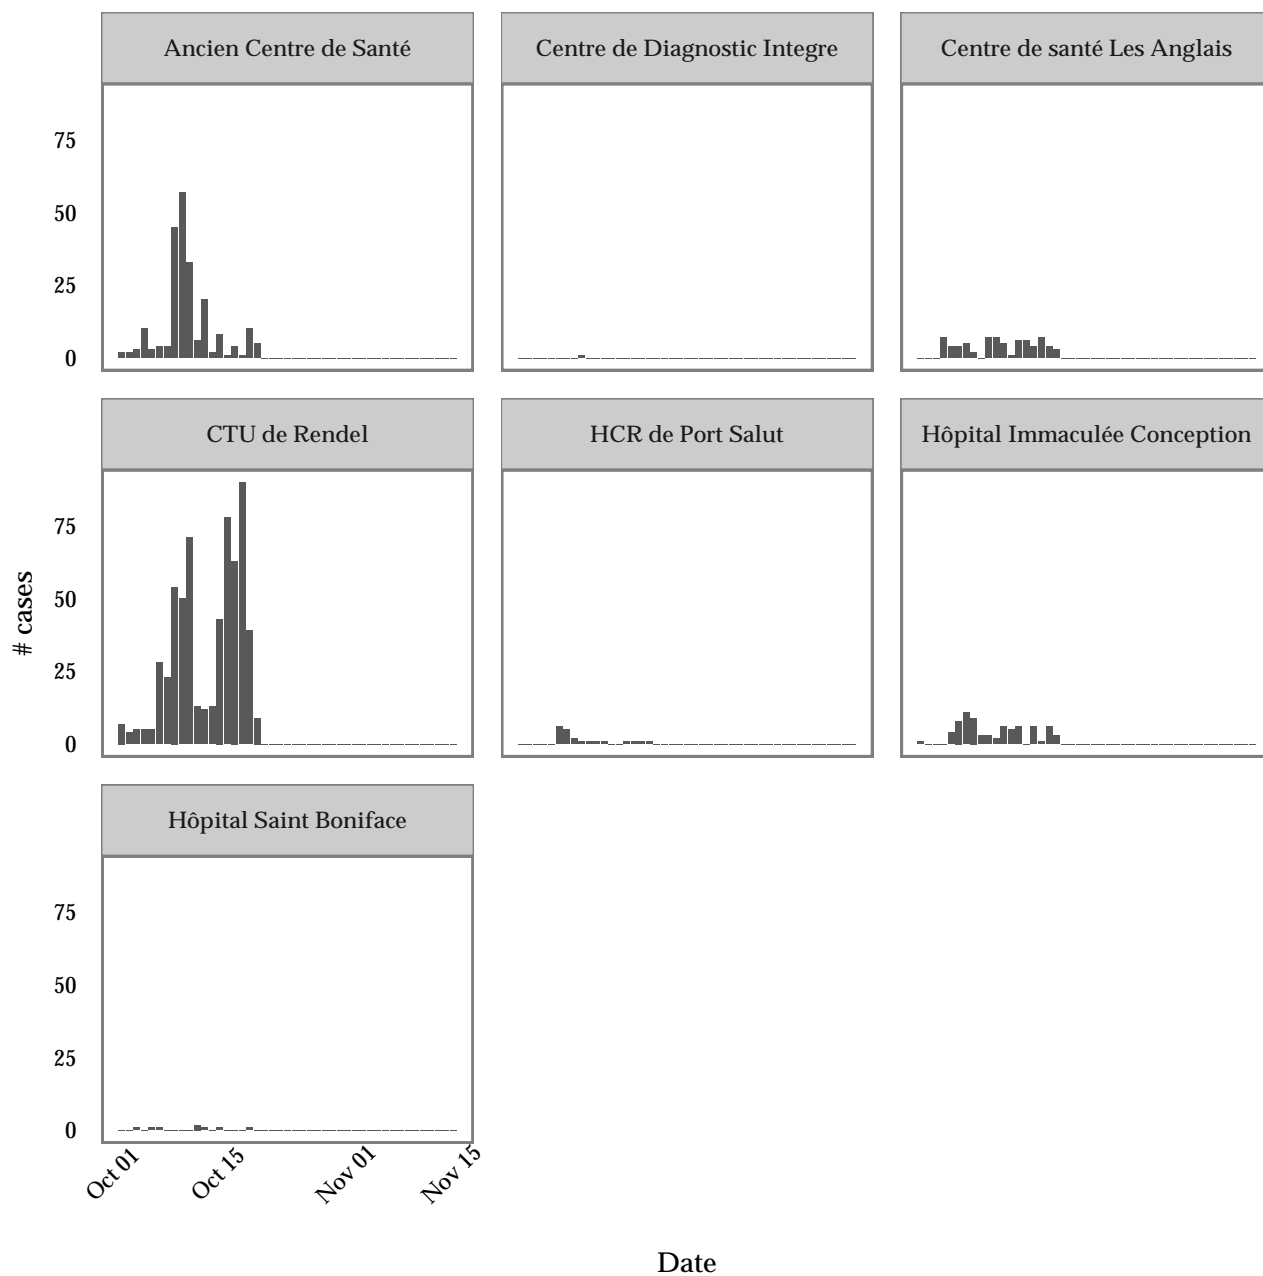 Ancien Centre de Santé
Centre de Diagnostic Integre
Centre de santé Les Anglais
75
50
25
0
CTU de Rendel
HCR de Port Salut
Hôpital Immaculée Conception
# cases
75
50
25
0
Hôpital Saint Boniface
75
50
25
0
Oct 01
Oct 15
Nov 01
Nov 15
Date